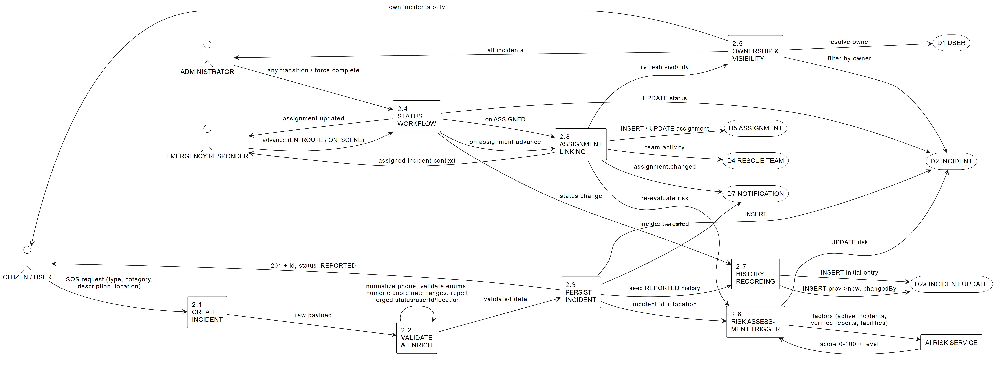 own incidents only
2.5
OWNERSHIP &
VISIBILITY
resolve owner
D1 USER
filter by owner
all incidents
ADMINISTRATOR
any transition / force complete
refresh visibility
2.4
STATUS
WORKFLOW
UPDATE status
assignment updated
on ASSIGNED
advance (EN_ROUTE / ON_SCENE)
on assignment advance
EMERGENCY RESPONDER
assigned incident context
2.8
ASSIGNMENT
LINKING
INSERT / UPDATE assignment
D5 ASSIGNMENT
team activity
D4 RESCUE TEAM
assignment.changed
D7 NOTIFICATION
D2 INCIDENT
status change
re-evaluate risk
INSERT
incident.created
UPDATE risk
CITIZEN / USER
201 + id, status=REPORTED
SOS request (type, category,
description, location)
2.1
CREATE
INCIDENT
raw payload
normalize phone, validate enums,
numeric coordinate ranges, reject
forged status/userId/location
2.2
VALIDATE
& ENRICH
validated data
2.3
PERSIST
INCIDENT
seed REPORTED history
incident id + location
2.7
HISTORY
RECORDING
INSERT initial entry
INSERT prev->new, changedBy
D2a INCIDENT UPDATE
2.6
RISK ASSESS-
MENT TRIGGER
factors (active incidents,
verified reports, facilities)
score 0-100 + level
AI RISK SERVICE